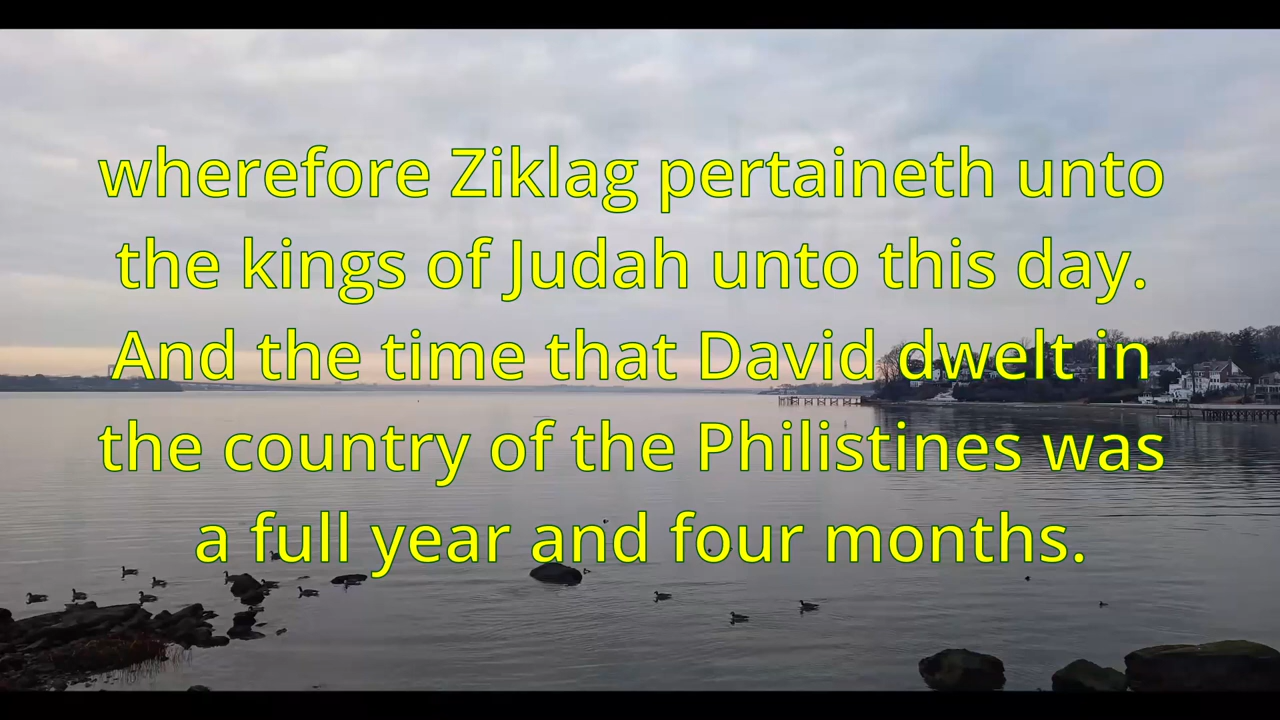 wherefore Ziklag pertaineth unto
the kings of Judah unto this day.
And the time that David dwelt in
the country of the Philistines was
a full year and four months.